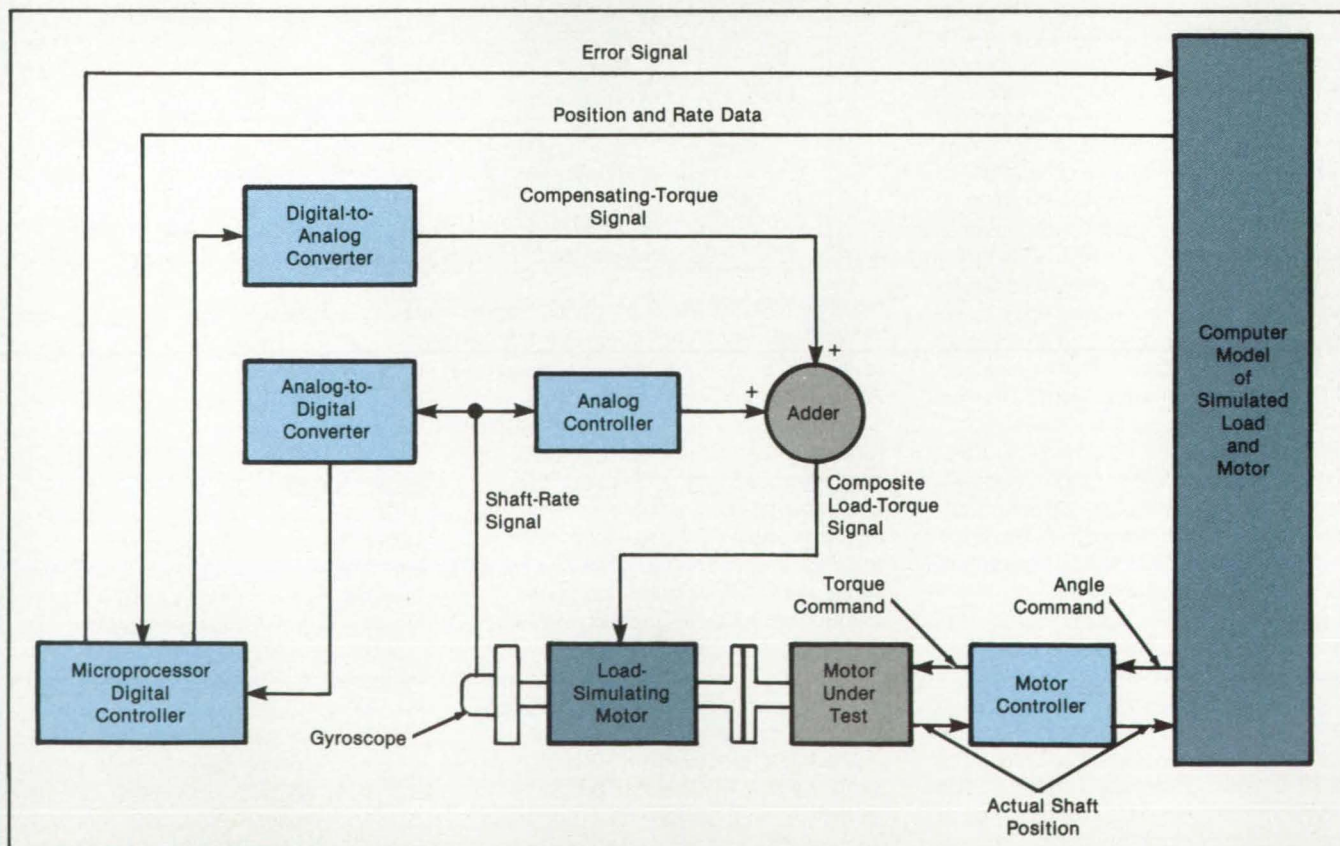 Error Signal
Position and Rate Data
Digital-to-
Analog
Converter
Compensating-Torque
Signal
+
Analog-to-
Digital
Converter
Analog
Controller
+
Adder
Computer
Model
of
Simulated
Load
and
Motor
Shaft-Rate
Signal
Composite
Load-Torque
Signal
Torque
Command
Angle
Command
Microprocessor
Digital
Controller
Gyroscope
Load-
Simulating
Motor
Motor
Under
Test
Motor
Controller
Actual Shaft
Position